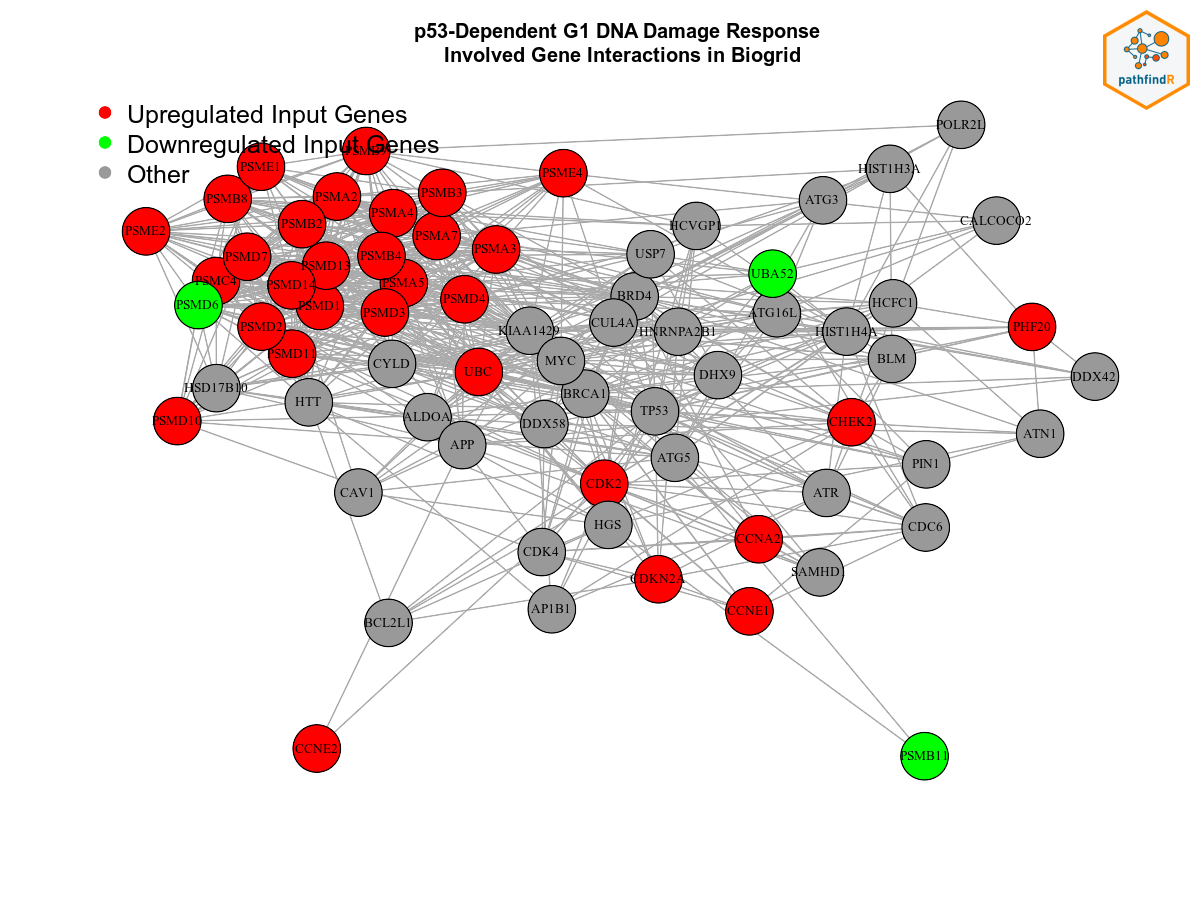 p53-Dependent G1 DNA Damage Response
Involved Gene Interactions in Biogrid
pathfindR
Upregulated Input Genes
Downregulated Input Genes
Other
POLR2L
PSME1
HIST1H3A
PSME4
PSMB8
PSMA2
PSMB3
ATG3
PSMA4
PSMB2
HCVGP1
CALCOCO2
PSME2
PSMA7
PSMA3
PSMD7
PSMB4
USP7
PSMD13
UBA52
PSMC4
PSMD14
PSMA5
BRD4
PSMD6
PSMD1
PSMD4
HCFC1
PSMD3
ATG16L
CUL4A
PSMD2
KIAA1429
HNRNPA2B1
HIST1H4A
PHF20
PSMD11
MYC
BLM
CYLD
UBC
DHX9
DDX42
HSD17B10
BRCA1
HTT
TP53
ALDOA
PSMD10
DDX58
CHEK2
ATN1
APP
ATG5
PIN1
CDK2
CAV1
ATR
HGS
CDC6
CCNA2
CDK4
SAMHD
CDKN2A
AP1B1
CCNE1
BCL2L1
CCNE2
PSMB11